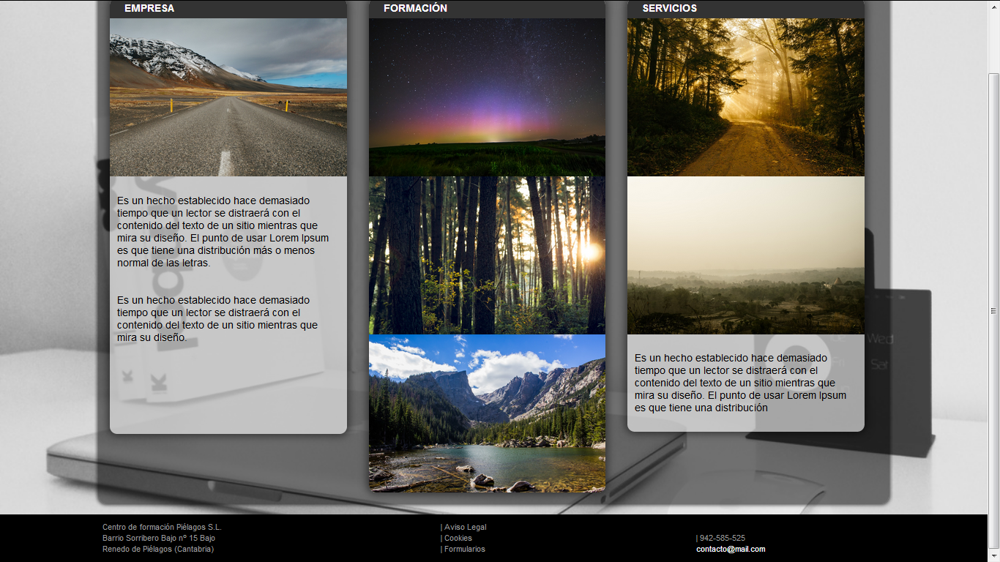 EMPRESA
Es un hecho establecido hace demasiado
tiempo que un lector se distraerá con el
contenido del texto de un sitio mientras que
mira su diseño. El punto de usar Lorem Ipsum
es que tiene una distribución más o menos
normal de las letras.
Es un hecho establecido hace demasiado
tiempo que un lector se distraerá con el
contenido del texto de un sitio mientras que
mira su diseño.
FORMACIÓN
SERVICIOS
Es un hecho establecido hace demasiado
tiempo que un lector se distraerá con el
contenido del texto de un sitio mientras que
mira su diseño. El punto de usar Lorem Ipsum
es que tiene una distribución
Wed
Fri
Sat
Centro de formación Piélagos S.L.
Barrio Sorribero Bajo nº 15 Bajo
Renedo de Piélagos (Cantabria)
| Aviso Legal
| Cookies
| Formularios
| 942-585-525
contacto@mail.com